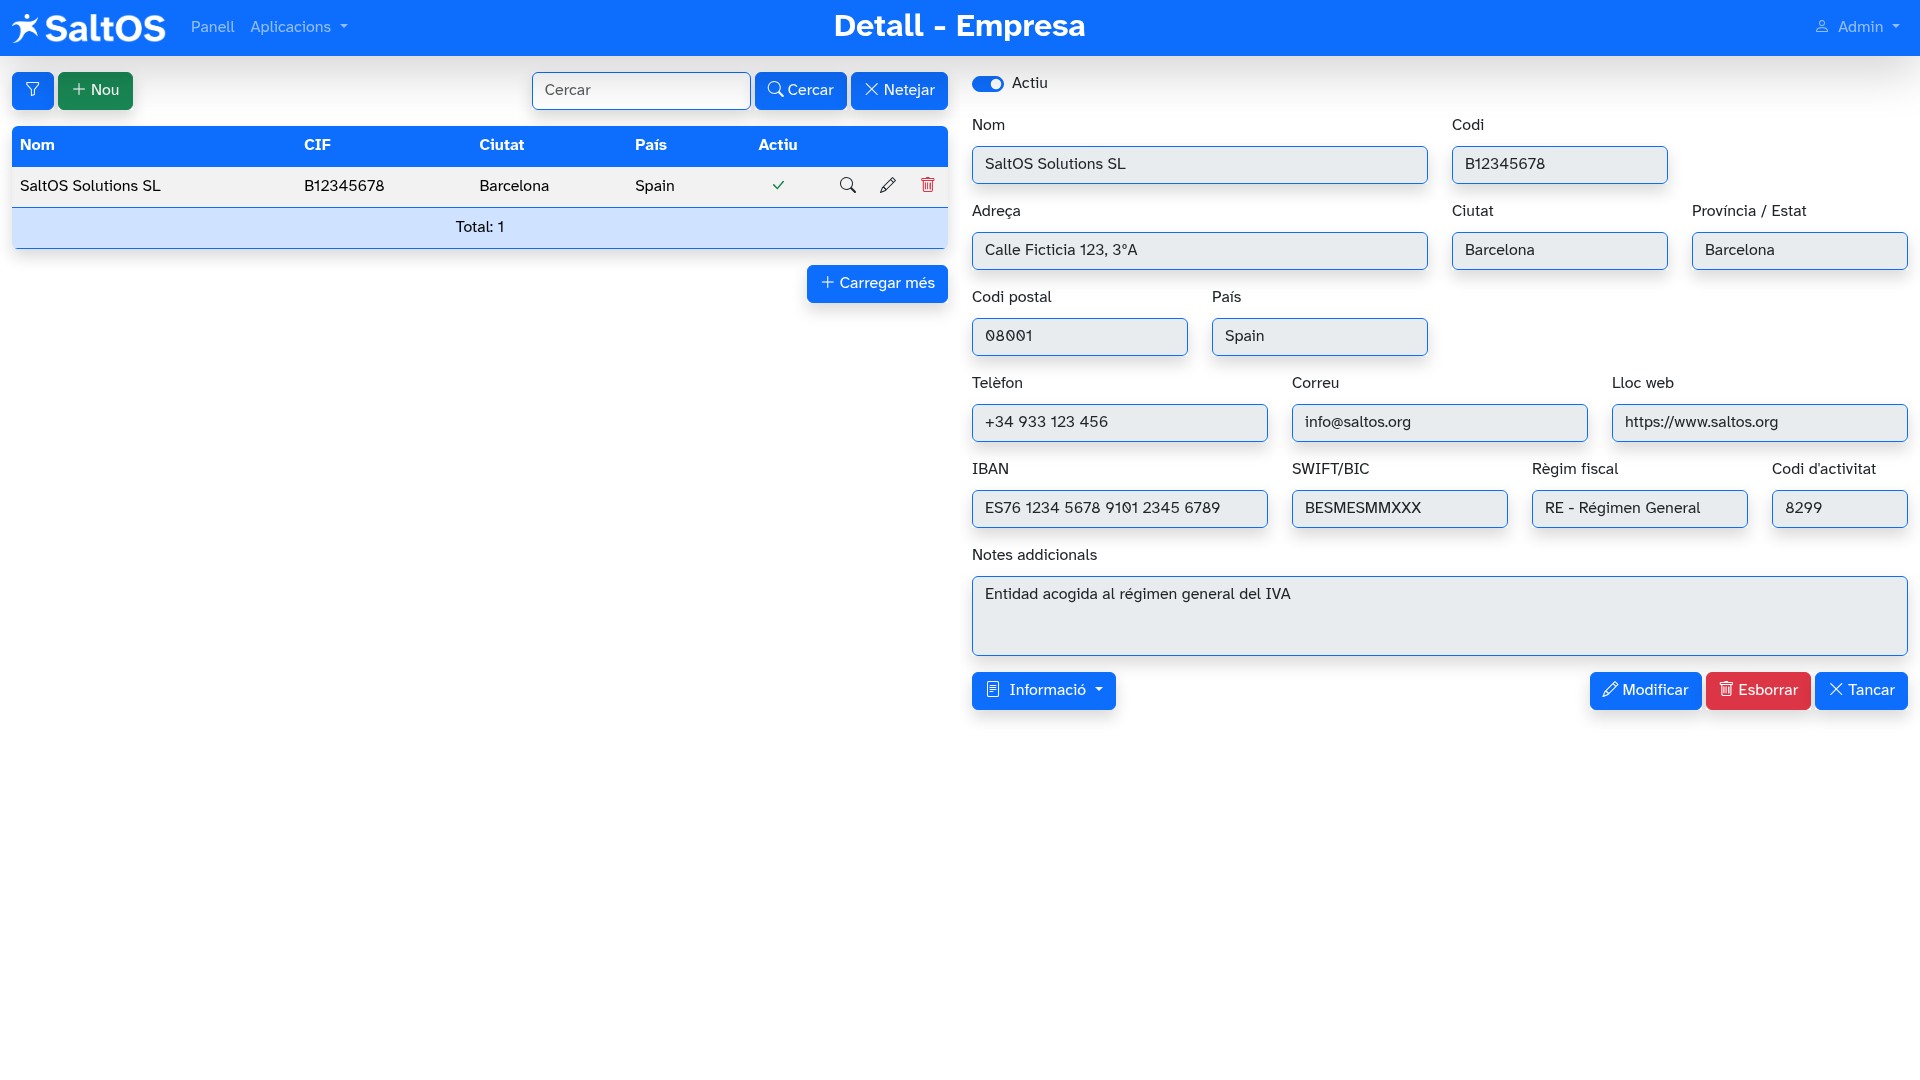 SaltOS Panell Aplicacions Detall - Empresa Admin
Nou Cercar Cercar Netejar
Nom CIF Ciutat País Actiu
SaltOS Solutions SL B12345678 Barcelona Spain
Total: 1
Carregar més
Actiu
Nom Codi
SaltOS Solutions SL B12345678
Adreça Ciutat Província / Estat
Calle Ficticia 123, 3°A Barcelona Barcelona
Codi postal País
08001 Spain
Telèfon Correu Lloc web
+34 933 123 456 info@saltos.org https://www.saltos.org
IBAN SWIFT/BIC Règim fiscal Codi d'activitat
ES76 1234 5678 9101 2345 6789 BESMESMMXXX RE - Régimen General 8299
Notes addicionals
Entidad acogida al régimen general del IVA
Informació Modificar Esborrar Tancar